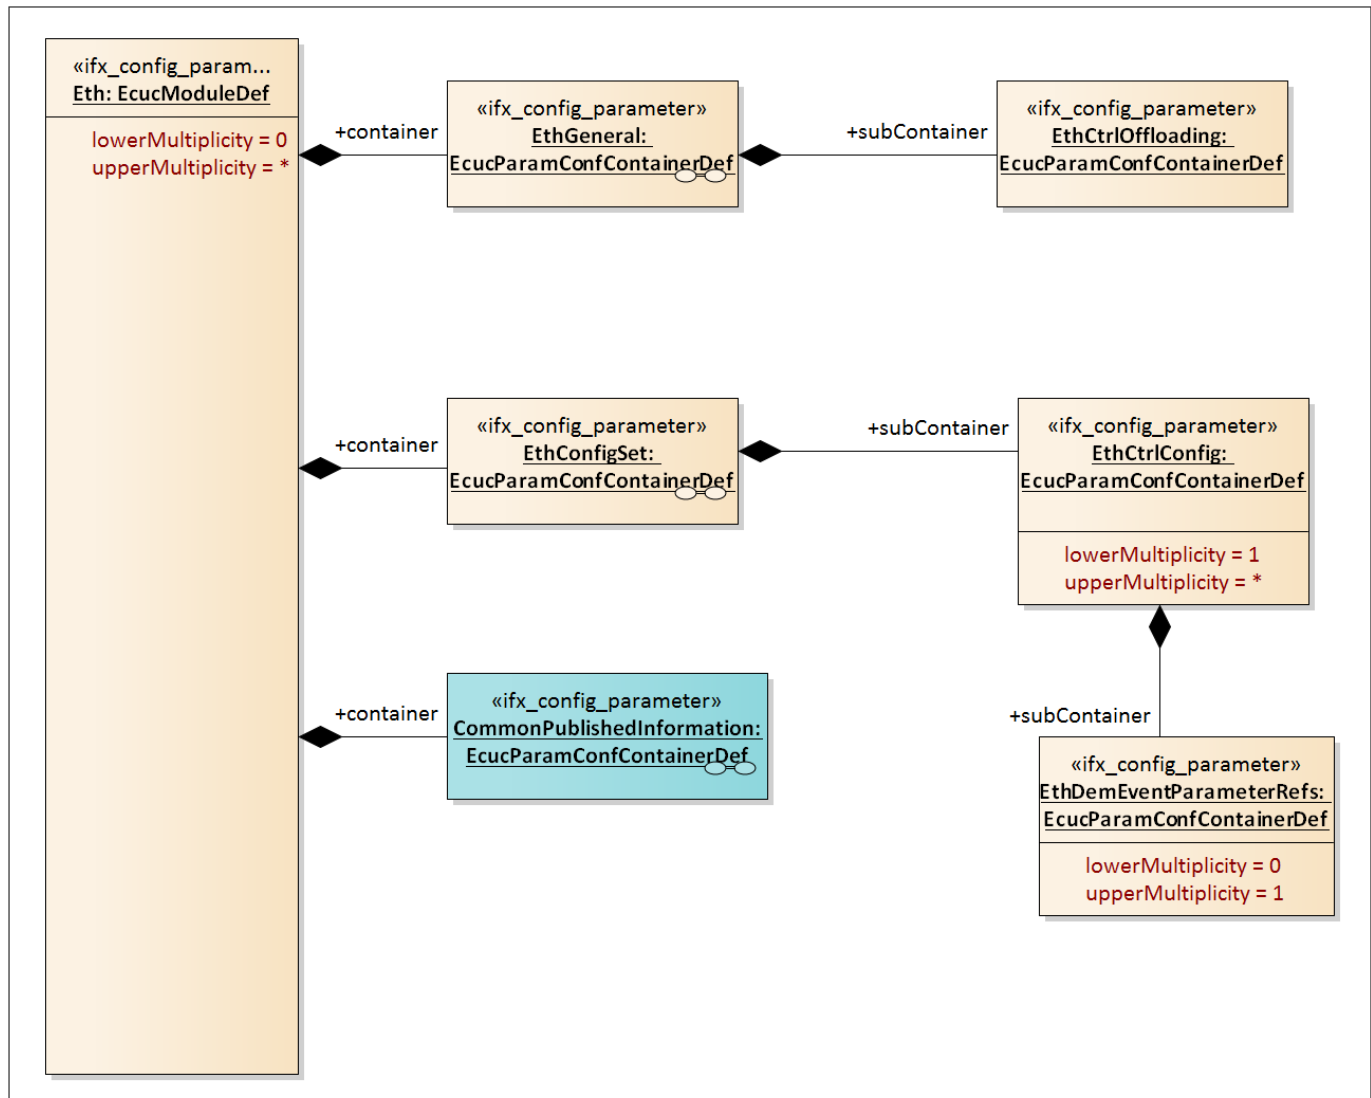 «ifx_config_param...
Eth: EcucModuleDef
lowerMultiplicity = 0
upperMultiplicity = *
+container
«ifx_config_parameter»
EthGeneral:
EcucParamConfContainerDef
+subContainer
«ifx_config_parameter»
EthCtrlOffloading:
EcucParamConfContainerDef
+container
«ifx_config_parameter»
EthConfigSet:
EcucParamConfContainerDef
+subContainer
«ifx_config_parameter»
EthCtrlConfig:
EcucParamConfContainerDef
lowerMultiplicity = 1
upperMultiplicity = *
+container
«ifx_config_parameter»
CommonPublishedInformation:
EcucParamConfContainerDef
+subContainer
«ifx_config_parameter»
EthDemEventParameterRefs:
EcucParamConfContainerDef
lowerMultiplicity = 0
upperMultiplicity = 1